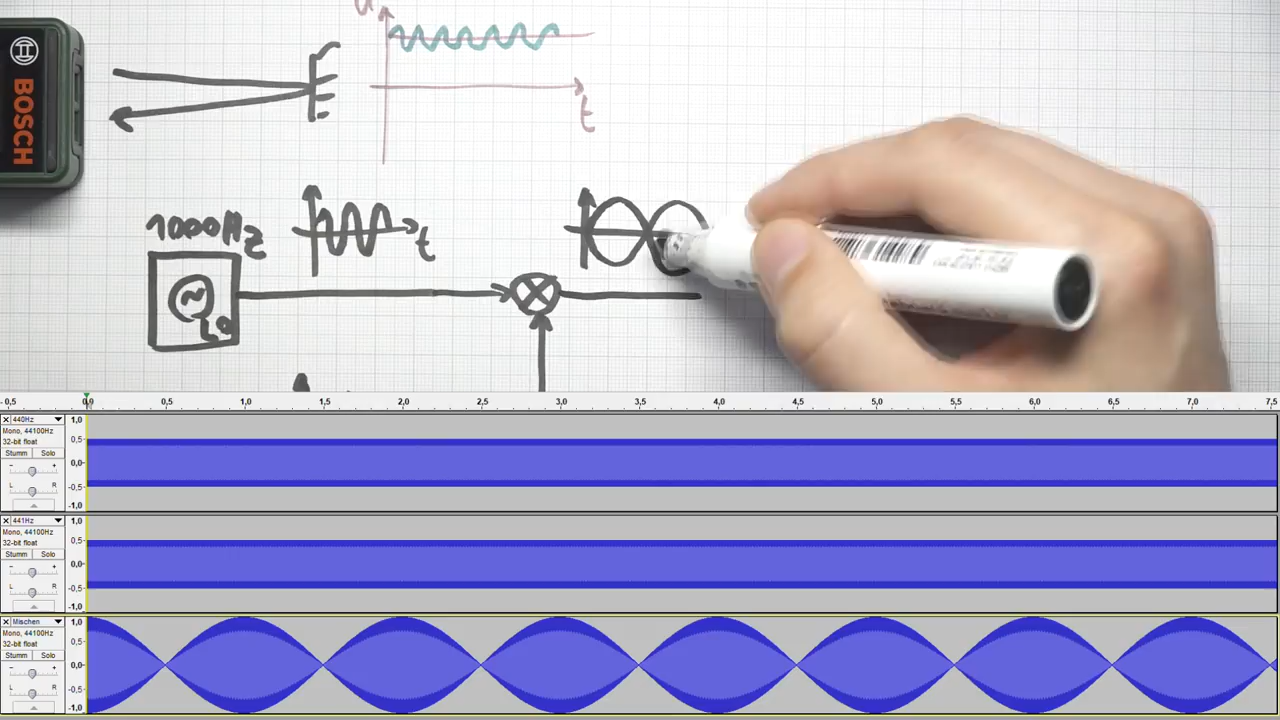 BOSCH
u
t
1000Hz
t
LO
- 0,5 0,0 0,5 1,0 1,5 2,0 2,5 3,0 3,5 4,0 4,5 5,0 5,5 6,0 6,5 7,0 7,5
440Hz
Mono, 44100Hz
32-bit float
Stumm Solo
- +
L R
1,0
0,5-
0,0-
-0,5-
-1,0
441Hz
Mono, 44100Hz
32-bit float
Stumm Solo
- +
L R
1,0
0,5-
0,0-
-0,5-
-1,0
Mischen
Mono, 44100Hz
32-bit float
Stumm Solo
- +
L R
1,0
0,5-
0,0-
-0,5-
-1,0